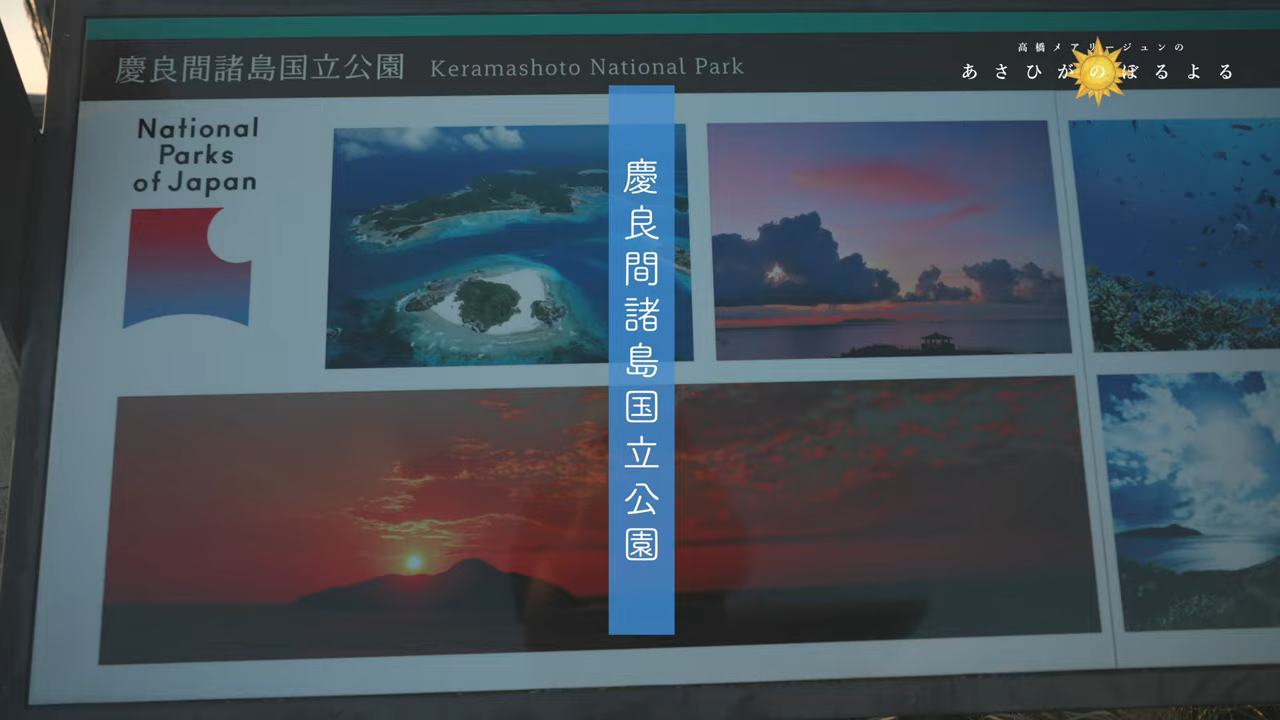 慶良間諸島国立公園 Keramashoto National Park
高橋メアリージュンの
あさひがのぼるよる
National
Parks
of Japan
慶良間諸島国立公園